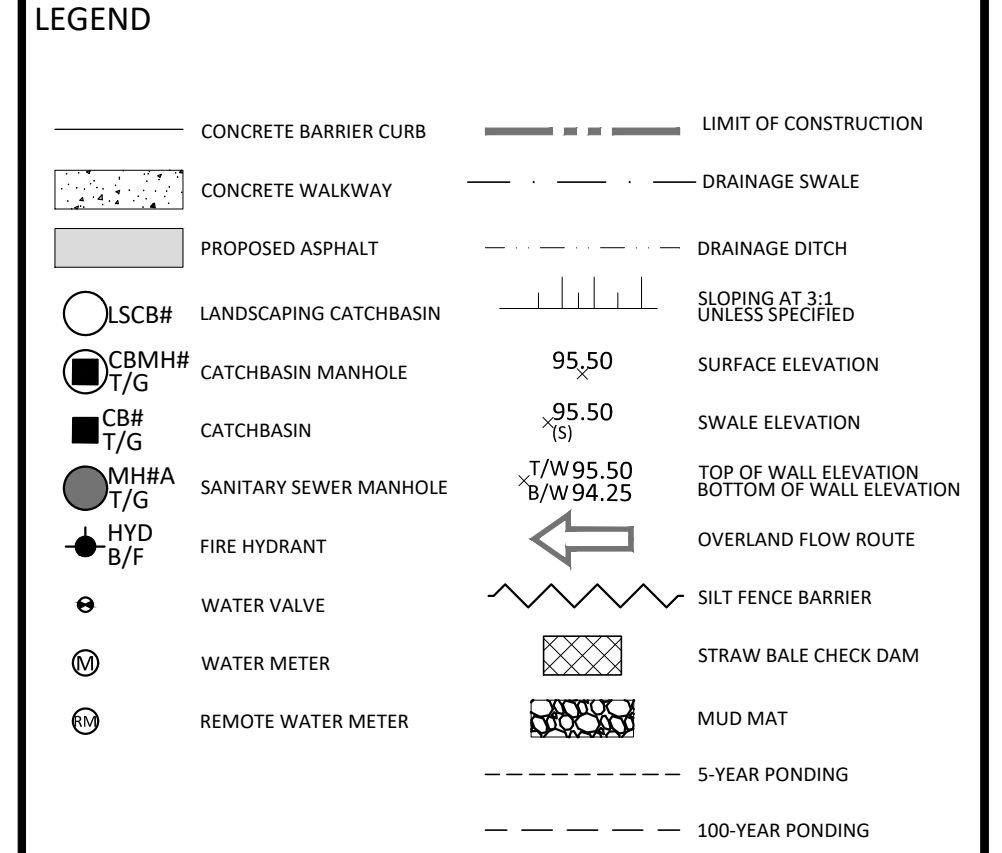 LEGEND
CONCRETE BARRIER CURB
CONCRETE WALKWAY
PROPOSED ASPHALT
LSCB# LANDSCAPING CATCHBASIN
CBMH#
T/G
CATCHBASIN MANHOLE
CB#
T/G
CATCHBASIN
MH#A
T/G
SANITARY SEWER MANHOLE
HYD
B/F
FIRE HYDRANT
WATER VALVE
M WATER METER
RM REMOTE WATER METER
LIMIT OF CONSTRUCTION
DRAINAGE SWALE
DRAINAGE DITCH
SLOPING AT 3:1
UNLESS SPECIFIED
95.50 SURFACE ELEVATION
95.50
(S)
SWALE ELEVATION
T/W 95.50
B/W 94.25
TOP OF WALL ELEVATION
BOTTOM OF WALL ELEVATION
OVERLAND FLOW ROUTE
SILT FENCE BARRIER
STRAW BALE CHECK DAM
MUD MAT
5-YEAR PONDING
100-YEAR PONDING